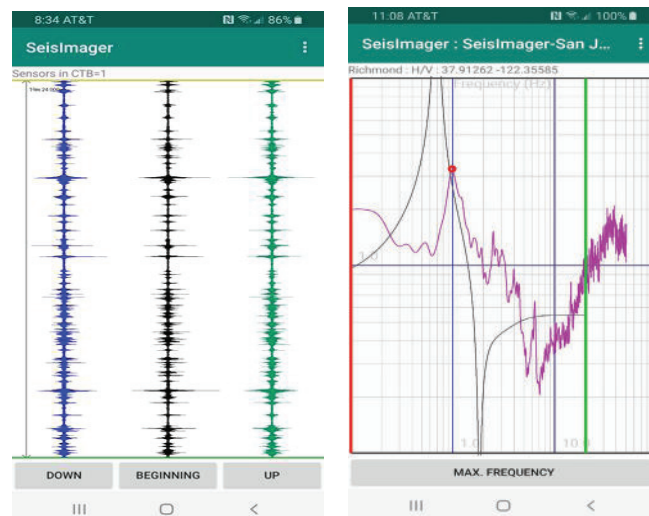 8:34 AT&T 86%
SeisImager
Sensors in CTB=1
DOWN BEGINNING UP
11:08 AT&T 100%
SeisImager : SeisImager-San J...
Richmond : H/V : 37.91262 -122.35585
Frequency (Hz)
1.0
1.0 10.0
MAX. FREQUENCY